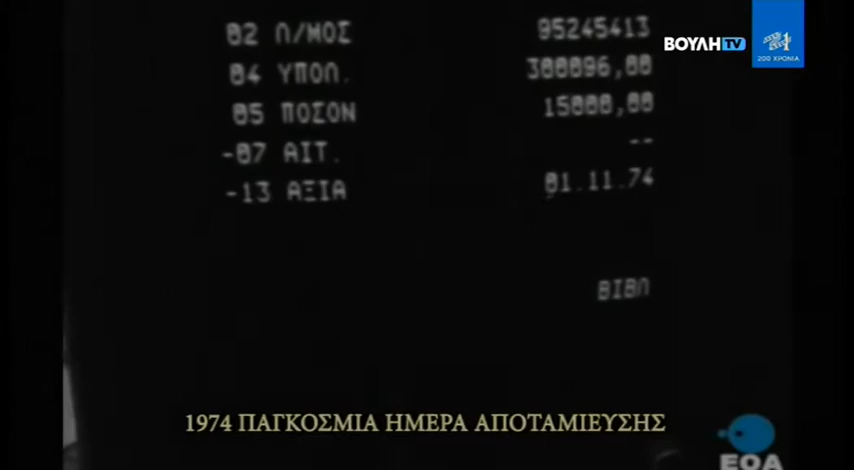 02 Π/ΜΟΣ 95245413
ΒΟΥΛΗ TV
200 ΧΡΟΝΙΑ
04 ΥΠΟΛ. 300096,00
05 ΠΟΣΟΝ 15000,00
-07 ΑΙΤ. --
-13 ΑΞΙΑ 01.11.74
ΒΙΒΛ
1974 ΠΑΓΚΟΣΜΙΑ ΗΜΕΡΑ ΑΠΟΤΑΜΙΕΥΣΗΣ
ΕΟΑ